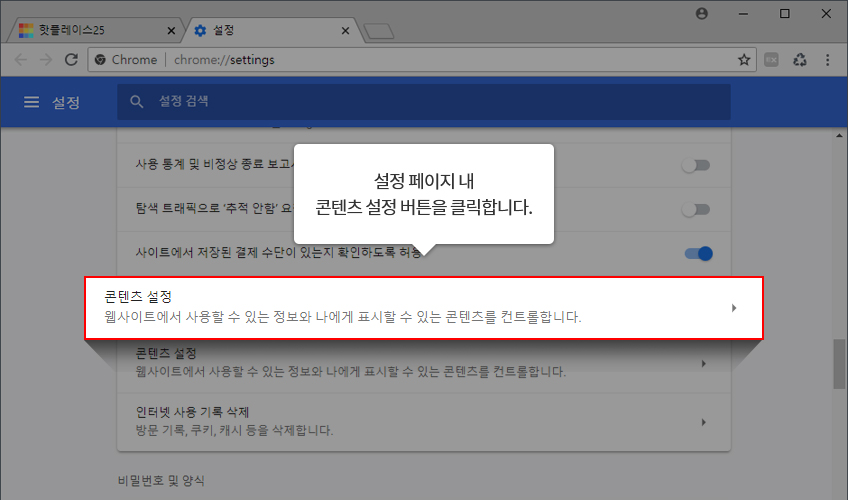 핫플레이스25
설정
Chrome
chrome://settings
설정
설정 검색
사용 통계 및 비정상 종료 보고서
탐색 트래픽으로 ‘추적 안함’ 요
사이트에서 저장된 결제 수단이 있는지 확인하도록 허용
설정 페이지 내
콘텐츠 설정 버튼을 클릭합니다.
콘텐츠 설정
웹사이트에서 사용할 수 있는 정보와 나에게 표시할 수 있는 콘텐츠를 컨트롤합니다.
콘텐츠 설정
웹사이트에서 사용할 수 있는 정보와 나에게 표시할 수 있는 콘텐츠를 컨트롤합니다.
인터넷 사용 기록 삭제
방문 기록, 쿠키, 캐시 등을 삭제합니다.
비밀번호 및 양식